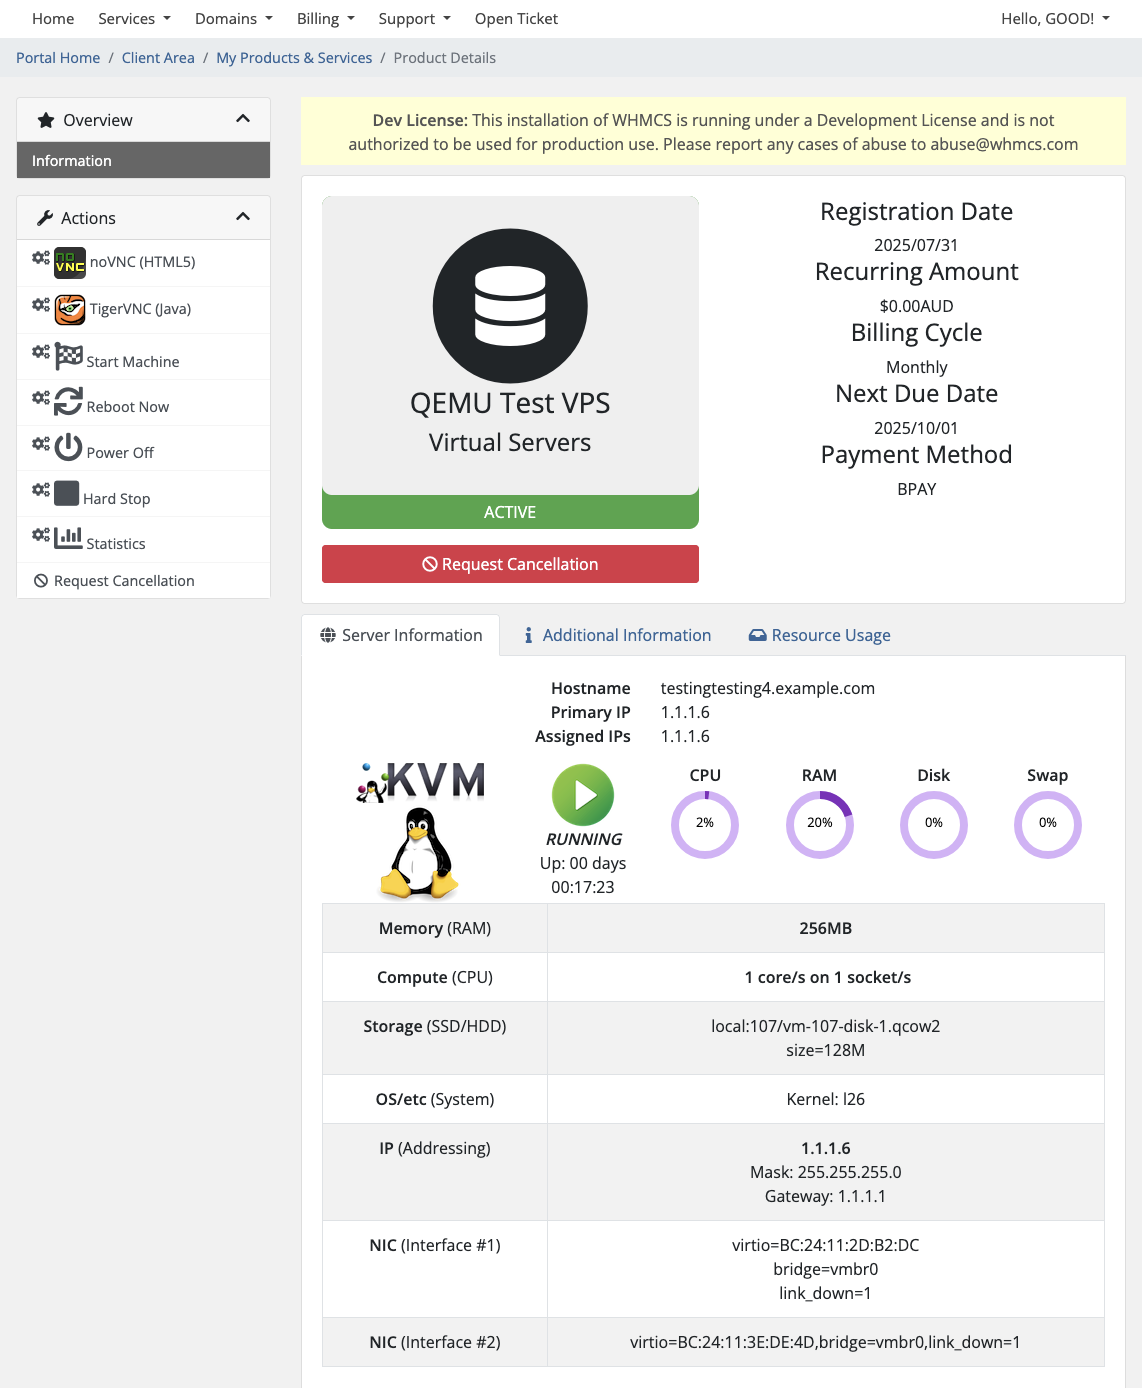 Home Services Domains Billing Support Open Ticket Hello, GOOD!
Portal Home / Client Area / My Products & Services / Product Details
Overview
Information
Actions
noVNC (HTML5)
TigerVNC (Java)
Start Machine
Reboot Now
Power Off
Hard Stop
Statistics
Request Cancellation
Dev License: This installation of WHMCS is running under a Development License and is not
authorized to be used for production use. Please report any cases of abuse to abuse@whmcs.com
QEMU Test VPS
Virtual Servers
ACTIVE
Request Cancellation
Registration Date
2025/07/31
Recurring Amount
$0.00AUD
Billing Cycle
Monthly
Next Due Date
2025/10/01
Payment Method
BPAY
Server Information Additional Information Resource Usage
Hostname testingtesting4.example.com
Primary IP 1.1.1.6
Assigned IPs 1.1.1.6
KVM
RUNNING
Up: 00 days
00:17:23
CPU RAM Disk Swap
2% 20% 0% 0%
Memory (RAM) 256MB
Compute (CPU) 1 core/s on 1 socket/s
Storage (SSD/HDD) local:107/vm-107-disk-1.qcow2
size=128M
OS/etc (System) Kernel: l26
IP (Addressing) 1.1.1.6
Mask: 255.255.255.0
Gateway: 1.1.1.1
NIC (Interface #1) virtio=BC:24:11:2D:B2:DC
bridge=vmbr0
link_down=1
NIC (Interface #2) virtio=BC:24:11:3E:DE:4D,bridge=vmbr0,link_down=1